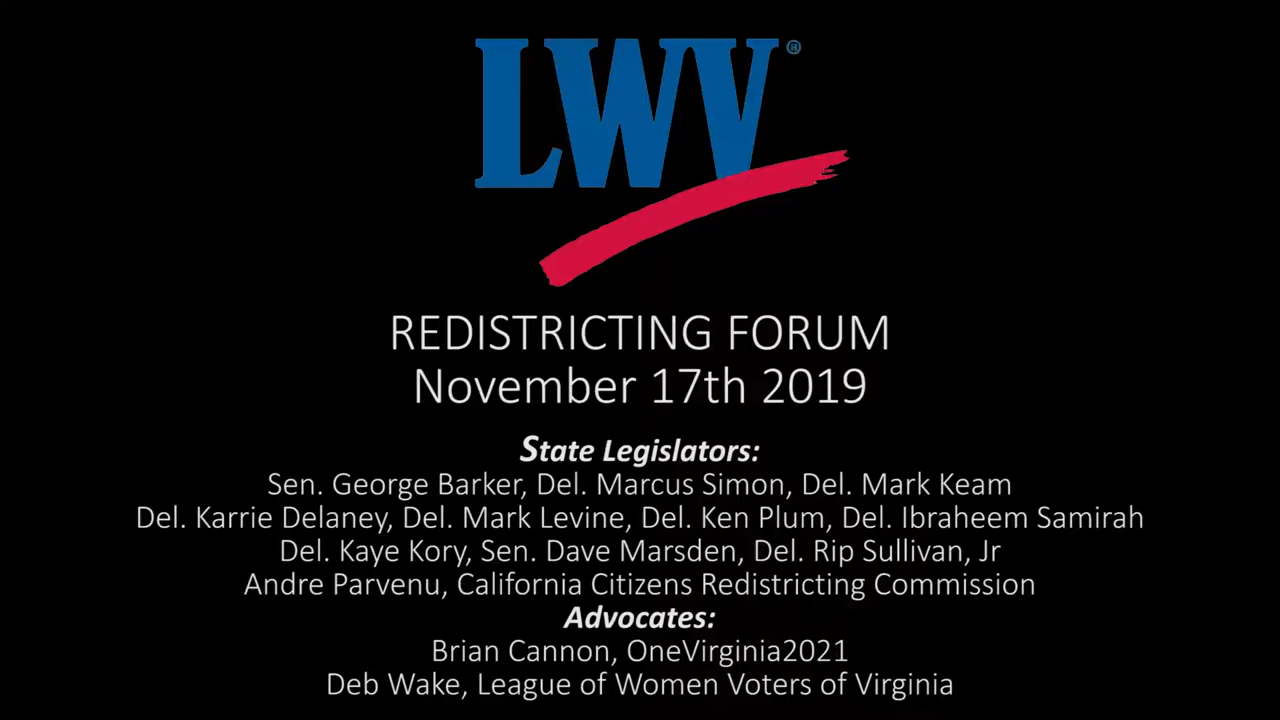 LWV®
REDISTRICTING FORUM
November 17th 2019
State Legislators:
Sen. George Barker, Del. Marcus Simon, Del. Mark Keam
Del. Karrie Delaney, Del. Mark Levine, Del. Ken Plum, Del. Ibraheem Samirah
Del. Kaye Kory, Sen. Dave Marsden, Del. Rip Sullivan, Jr
Andre Parvenu, California Citizens Redistricting Commission
Advocates:
Brian Cannon, OneVirginia2021
Deb Wake, League of Women Voters of Virginia